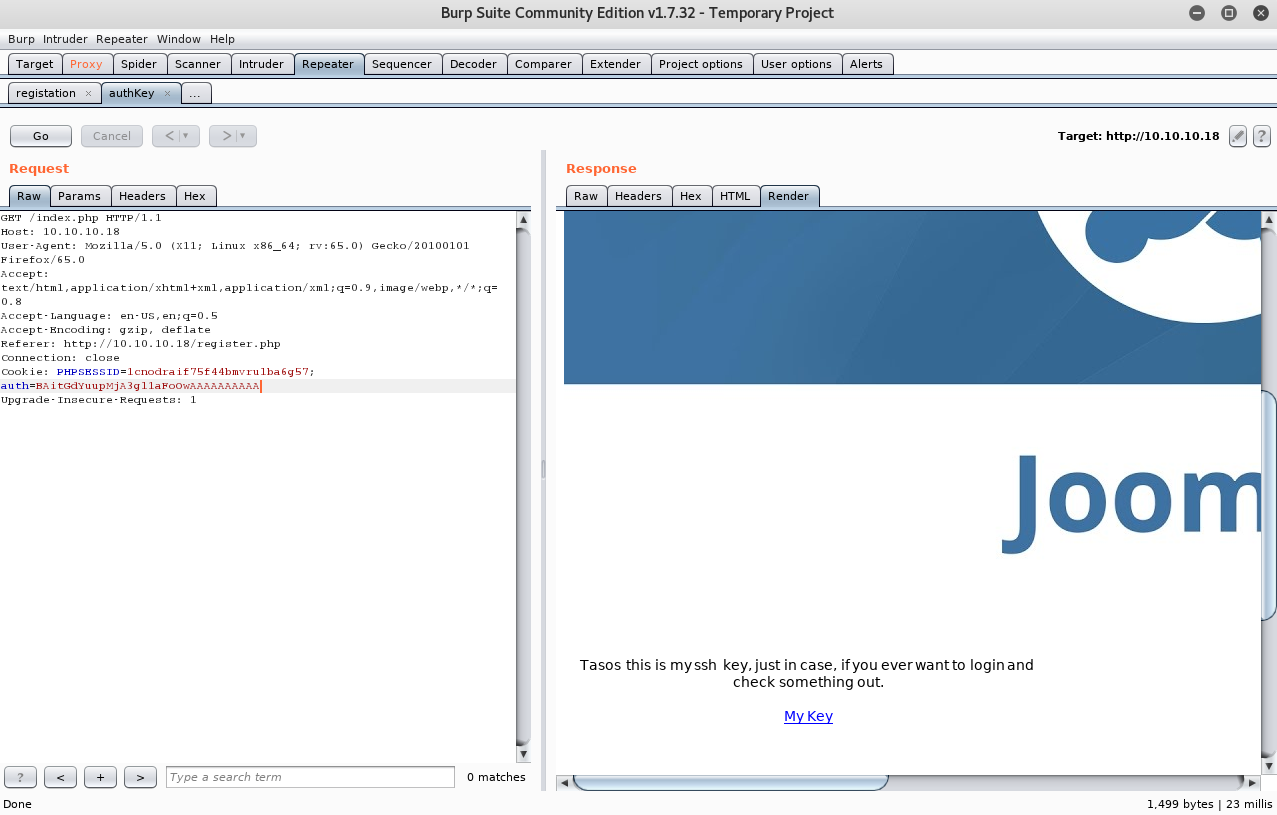 Burp Suite Community Edition v1.7.32 - Temporary Project
Burp Intruder Repeater Window Help
Target Proxy Spider Scanner Intruder Repeater Sequencer Decoder Comparer Extender Project options User options Alerts
registation × authKey × ...
Go Cancel < > Target: http://10.10.10.18 ?
Request
Raw Params Headers Hex
GET /index.php HTTP/1.1
Host: 10.10.10.18
User-Agent: Mozilla/5.0 (X11; Linux x86_64; rv:65.0) Gecko/20100101
Firefox/65.0
Accept:
text/html,application/xhtml+xml,application/xml;q=0.9,image/webp,*/*;q=
0.8
Accept-Language: en-US,en;q=0.5
Accept-Encoding: gzip, deflate
Referer: http://10.10.10.18/register.php
Connection: close
Cookie:
auth=
Upgrade-Insecure-Requests: 1
? < + > Type a search term 0 matches
Response
Raw Headers Hex HTML Render
Joom
Tasos this is my ssh key, just in case, if you ever want to login and
check something out.
My Key
Done 1,499 bytes | 23 millis